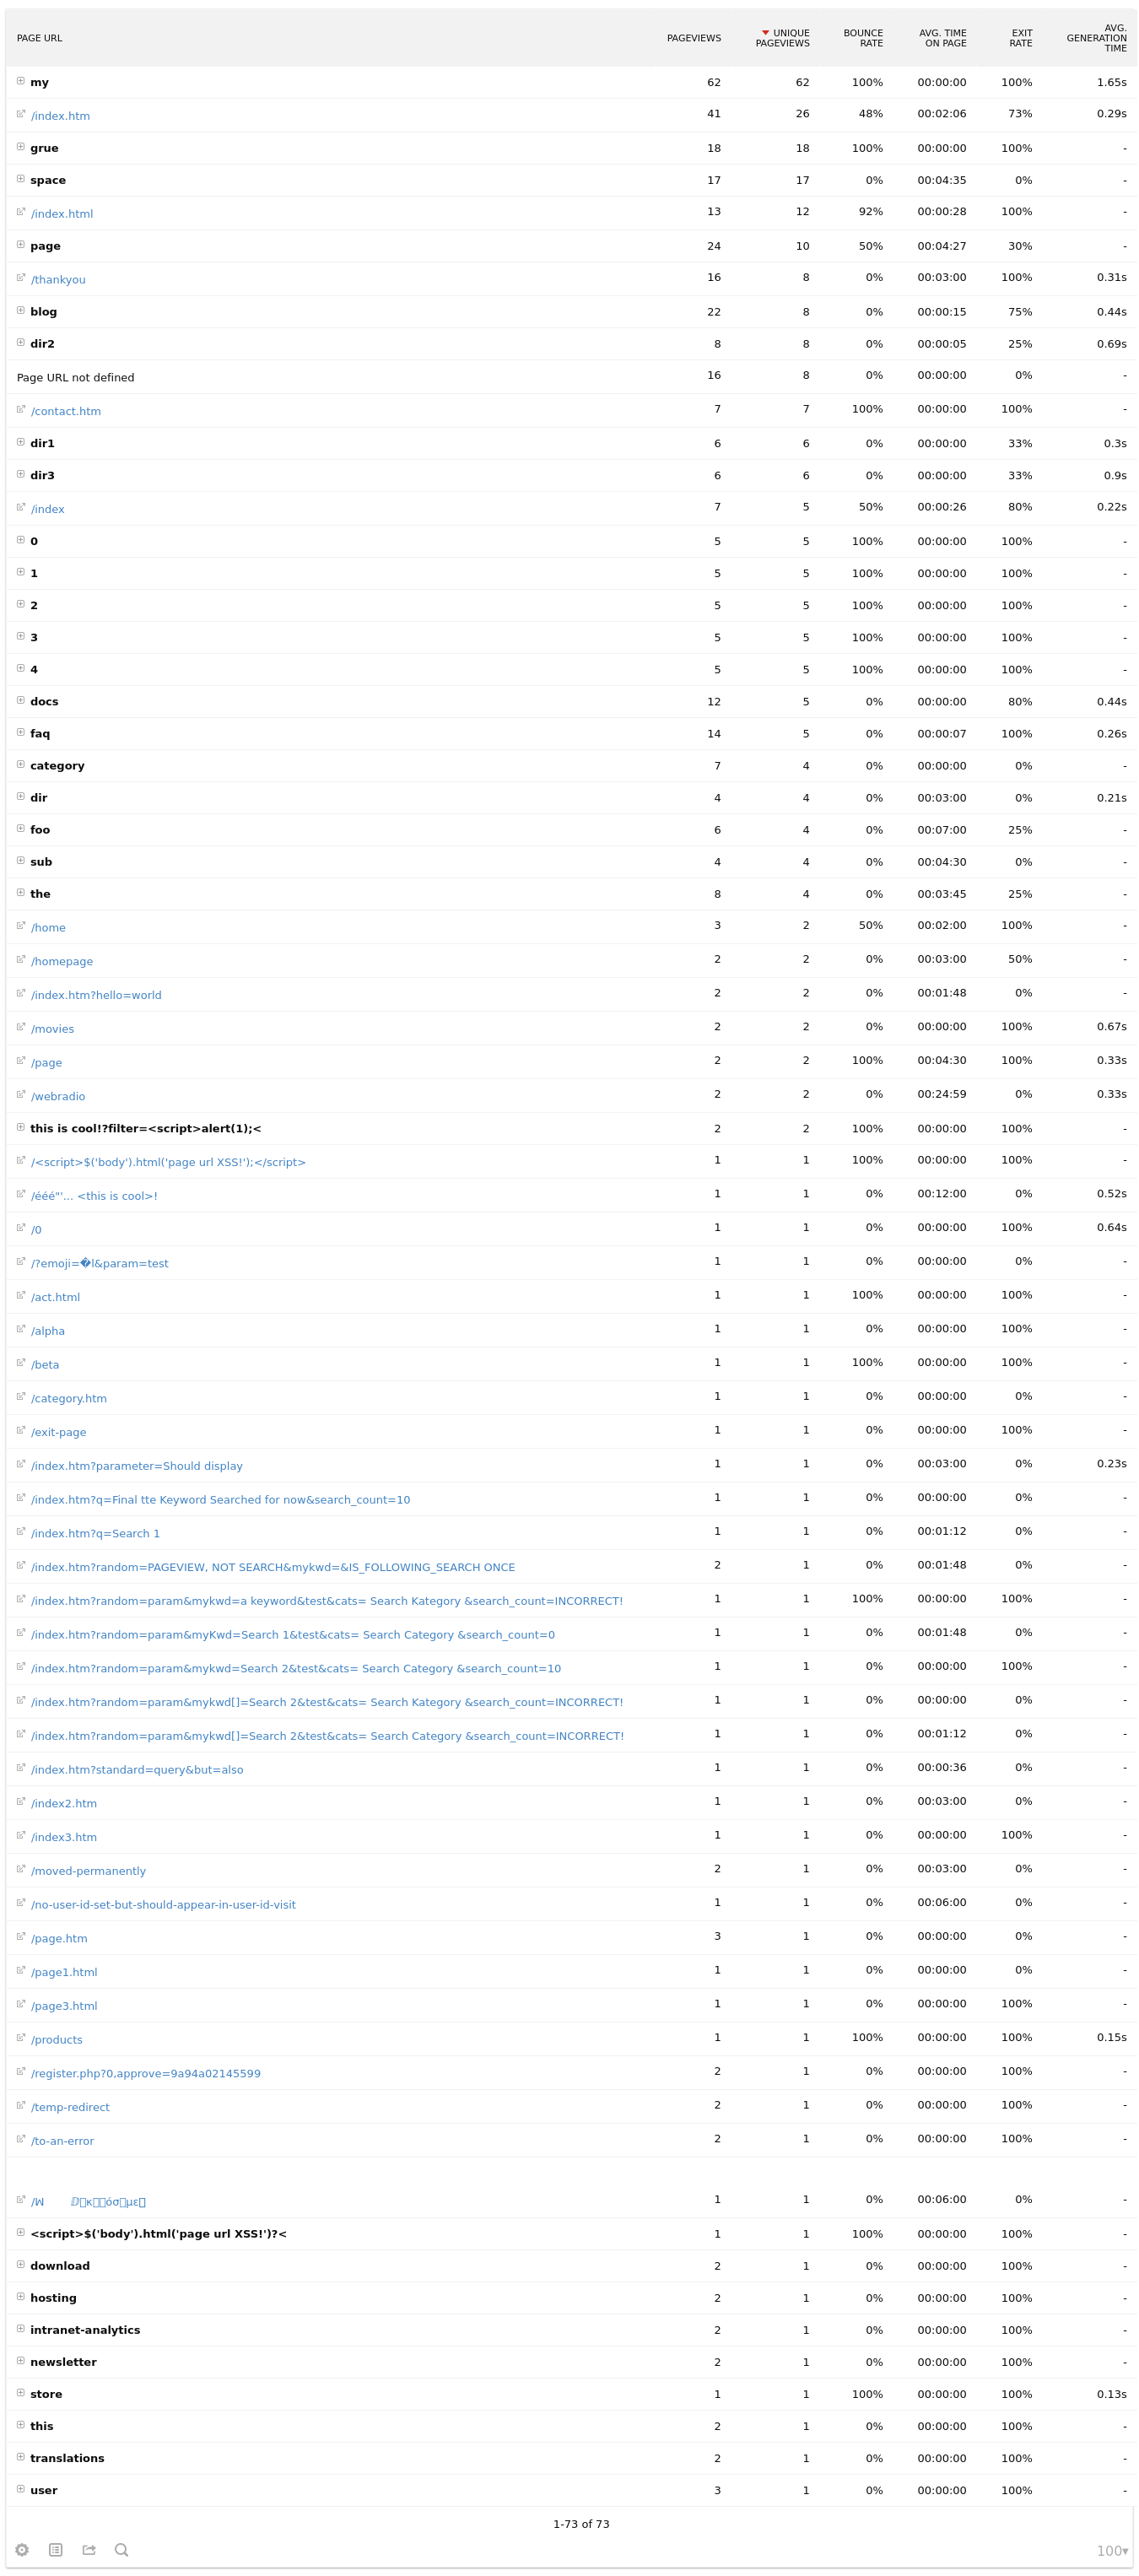 PAGE URL PAGEVIEWS UNIQUE PAGEVIEWS BOUNCE RATE AVG. TIME ON PAGE EXIT RATE AVG. GENERATION TIME
my 62 62 100% 00:00:00 100% 1.65s
/index.htm 41 26 48% 00:02:06 73% 0.29s
grue 18 18 100% 00:00:00 100% -
space 17 17 0% 00:04:35 0% -
/index.html 13 12 92% 00:00:28 100% -
page 24 10 50% 00:04:27 30% -
/thankyou 16 8 0% 00:03:00 100% 0.31s
blog 22 8 0% 00:00:15 75% 0.44s
dir2 8 8 0% 00:00:05 25% 0.69s
Page URL not defined 16 8 0% 00:00:00 0% -
/contact.htm 7 7 100% 00:00:00 100% -
dir1 6 6 0% 00:00:00 33% 0.3s
dir3 6 6 0% 00:00:00 33% 0.9s
/index 7 5 50% 00:00:26 80% 0.22s
0 5 5 100% 00:00:00 100% -
1 5 5 100% 00:00:00 100% -
2 5 5 100% 00:00:00 100% -
3 5 5 100% 00:00:00 100% -
4 5 5 100% 00:00:00 100% -
docs 12 5 0% 00:00:00 80% 0.44s
faq 14 5 0% 00:00:07 100% 0.26s
category 7 4 0% 00:00:00 0% -
dir 4 4 0% 00:03:00 0% 0.21s
foo 6 4 0% 00:07:00 25% -
sub 4 4 0% 00:04:30 0% -
the 8 4 0% 00:03:45 25% -
/home 3 2 50% 00:02:00 100% -
/homepage 2 2 0% 00:03:00 50% -
/index.htm?hello=world 2 2 0% 00:01:48 0% -
/movies 2 2 0% 00:00:00 100% 0.67s
/page 2 2 100% 00:04:30 100% 0.33s
/webradio 2 2 0% 00:24:59 0% 0.33s
this is cool!?filter=<script>alert(1);< 2 2 100% 00:00:00 100% -
/<script>$('body').html('page url XSS!');</script> 1 1 100% 00:00:00 100% -
/ééé"'... <this is cool>! 1 1 0% 00:12:00 0% 0.52s
/0 1 1 0% 00:00:00 100% 0.64s
/?emoji=�l&param=test 1 1 0% 00:00:00 0% -
/act.html 1 1 100% 00:00:00 100% -
/alpha 1 1 0% 00:00:00 100% -
/beta 1 1 100% 00:00:00 100% -
/category.htm 1 1 0% 00:00:00 0% -
/exit-page 1 1 0% 00:00:00 100% -
/index.htm?parameter=Should display 1 1 0% 00:03:00 0% 0.23s
/index.htm?q=Final tte Keyword Searched for now&search_count=10 1 1 0% 00:00:00 0% -
/index.htm?q=Search 1 1 1 0% 00:01:12 0% -
/index.htm?random=PAGEVIEW, NOT SEARCH&mykwd=&IS_FOLLOWING_SEARCH ONCE 2 1 0% 00:01:48 0% -
/index.htm?random=param&mykwd=a keyword&test&cats= Search Kategory &search_count=INCORRECT! 1 1 100% 00:00:00 100% -
/index.htm?random=param&myKwd=Search 1&test&cats= Search Category &search_count=0 1 1 0% 00:01:48 0% -
/index.htm?random=param&mykwd=Search 2&test&cats= Search Category &search_count=10 1 1 0% 00:00:00 100% -
/index.htm?random=param&mykwd[]=Search 2&test&cats= Search Kategory &search_count=INCORRECT! 1 1 0% 00:00:00 0% -
/index.htm?random=param&mykwd[]=Search 2&test&cats= Search Category &search_count=INCORRECT! 1 1 0% 00:01:12 0% -
/index.htm?standard=query&but=also 1 1 0% 00:00:36 0% -
/index2.htm 1 1 0% 00:03:00 0% -
/index3.htm 1 1 0% 00:00:00 100% -
/moved-permanently 2 1 0% 00:03:00 0% -
/no-user-id-set-but-should-appear-in-user-id-visit 1 1 0% 00:06:00 0% -
/page.htm 3 1 0% 00:00:00 0% -
/page1.html 1 1 0% 00:00:00 0% -
/page3.html 1 1 0% 00:00:00 100% -
/products 1 1 100% 00:00:00 100% 0.15s
/register.php?0,approve=9a94a02145599 2 1 0% 00:00:00 100% -
/temp-redirect 2 1 0% 00:00:00 100% -
/to-an-error 2 1 0% 00:00:00 100% -
1 1 0% 00:06:00 0% -
<script>$('body').html('page url XSS!')?< 1 1 100% 00:00:00 100% -
download 2 1 0% 00:00:00 100% -
hosting 2 1 0% 00:00:00 100% -
intranet-analytics 2 1 0% 00:00:00 100% -
newsletter 2 1 0% 00:00:00 100% -
store 1 1 100% 00:00:00 100% 0.13s
this 2 1 0% 00:00:00 100% -
translations 2 1 0% 00:00:00 100% -
user 3 1 0% 00:00:00 100% -
1-73 of 73
100